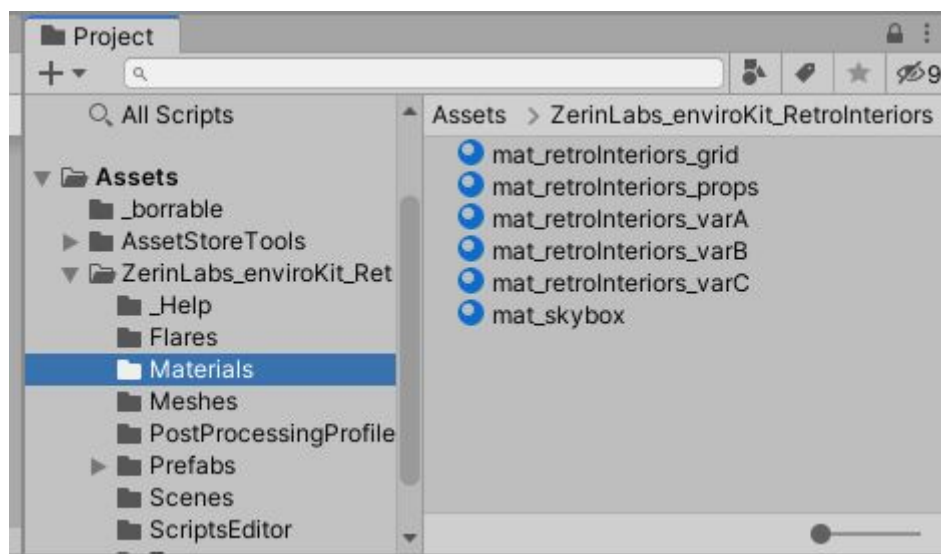 Project
9
All Scripts
Assets
_borrable
AssetStoreTools
ZerinLabs_enviroKit_Ret
_Help
Flares
Materials
Meshes
PostProcessingProfile
Prefabs
Scenes
ScriptsEditor
Assets > ZerinLabs_enviroKit_RetroInteriors
mat_retroInteriors_grid
mat_retroInteriors_props
mat_retroInteriors_varA
mat_retroInteriors_varB
mat_retroInteriors_varC
mat_skybox